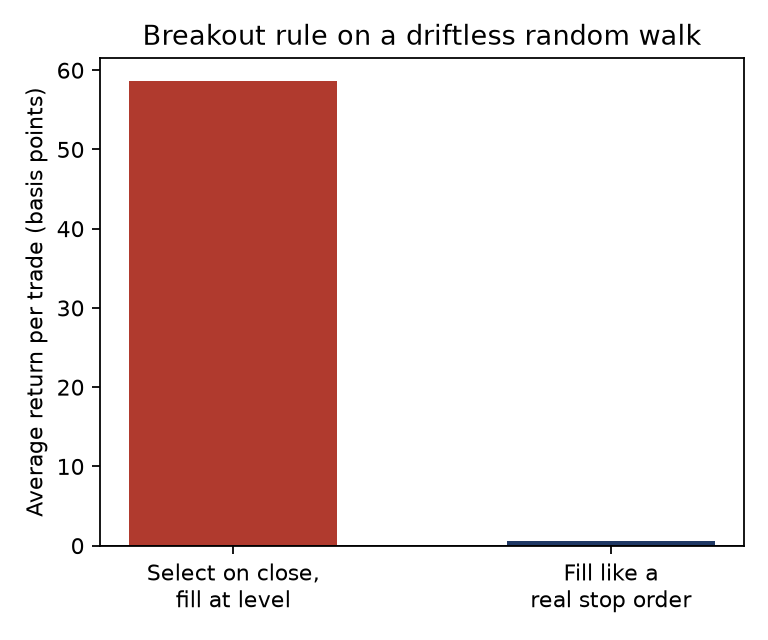 Breakout rule on a driftless random walk
Average return per trade (basis points)
60
50
40
30
20
10
0
Select on close,
fill at level
Fill like a
real stop order